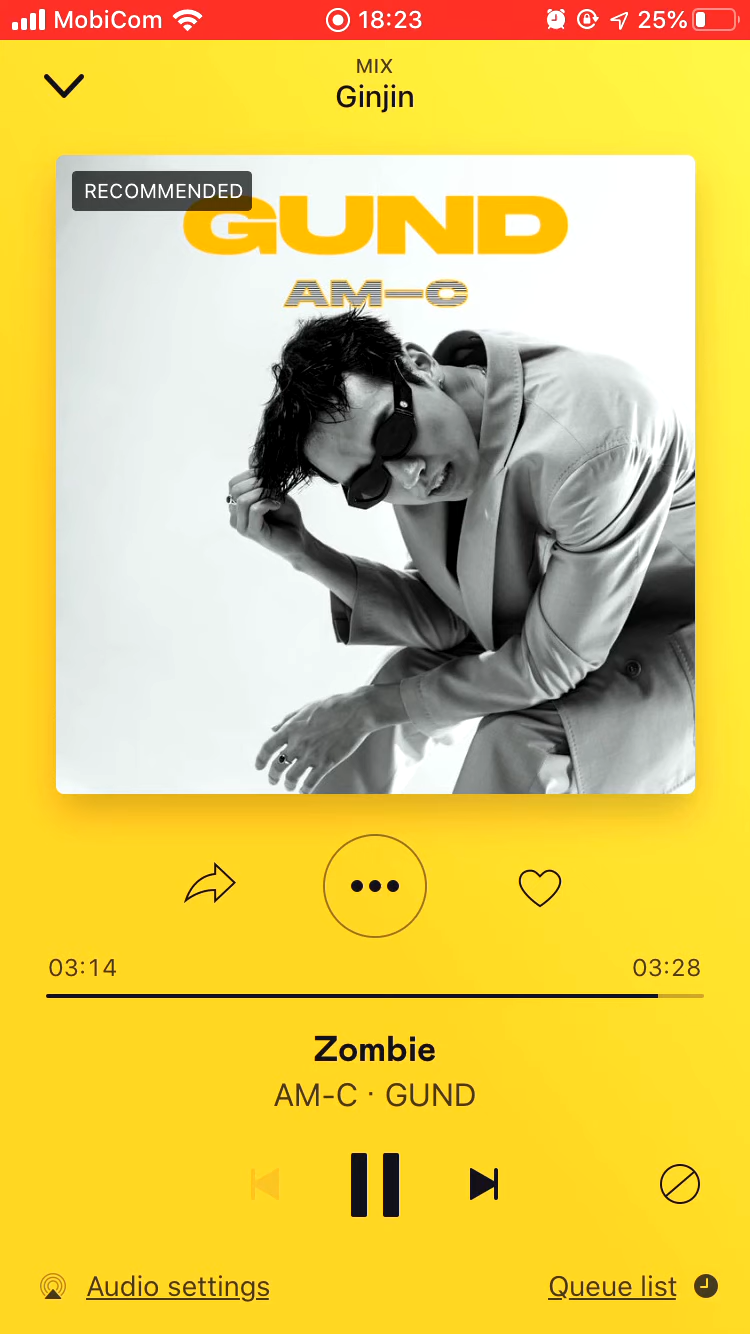 MobiCom 18:23 25%
MIX
Ginjin
RECOMMENDED
GUND
AM—C
03:14 03:28
Zombie
AM-C · GUND
Audio settings Queue list